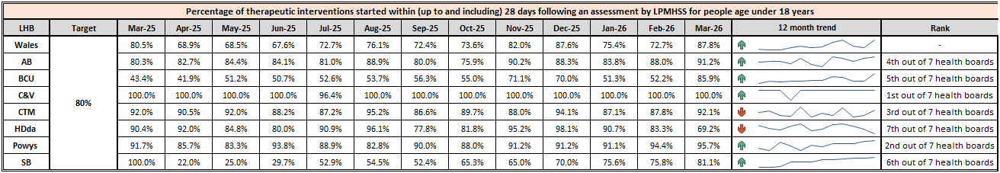 Percentage of therapeutic interventions started within (up to and including) 28 days following an assessment by LPMHSS for people age under 18 years
LHB Target Mar-25 Apr-25 May-25 Jun-25 Jul-25 Aug-25 Sep-25 Oct-25 Nov-25 Dec-25 Jan-26 Feb-26 Mar-26 12 month trend Rank
Wales 80.5% 68.9% 68.5% 67.6% 72.7% 76.1% 72.4% 73.6% 82.0% 87.6% 75.4% 72.7% 87.8% -
AB 80.3% 82.7% 84.4% 84.1% 81.0% 88.9% 80.0% 75.9% 90.2% 88.3% 83.8% 88.0% 91.2% 4th out of 7 health boards
BCU 43.4% 41.9% 51.2% 50.7% 52.6% 53.7% 56.3% 55.0% 71.1% 70.0% 51.3% 52.2% 85.9% 5th out of 7 health boards
C&V 100.0% 100.0% 100.0% 100.0% 96.4% 100.0% 100.0% 100.0% 100.0% 100.0% 100.0% 100.0% 100.0% 1st out of 7 health boards
80%
CTM 92.0% 90.5% 92.0% 88.2% 87.2% 95.2% 86.6% 89.7% 88.0% 94.1% 87.1% 87.8% 92.1% 3rd out of 7 health boards
HDda 90.4% 92.0% 84.8% 80.0% 90.9% 96.1% 77.8% 81.8% 95.2% 98.1% 90.7% 83.3% 69.2% 7th out of 7 health boards
Powys 91.7% 85.7% 83.3% 93.8% 88.9% 82.8% 90.0% 88.0% 91.2% 91.2% 91.1% 94.4% 95.7% 2nd out of 7 health boards
SB 100.0% 22.0% 25.0% 29.7% 52.9% 54.5% 52.4% 65.3% 65.0% 70.0% 75.6% 75.8% 81.1% 6th out of 7 health boards